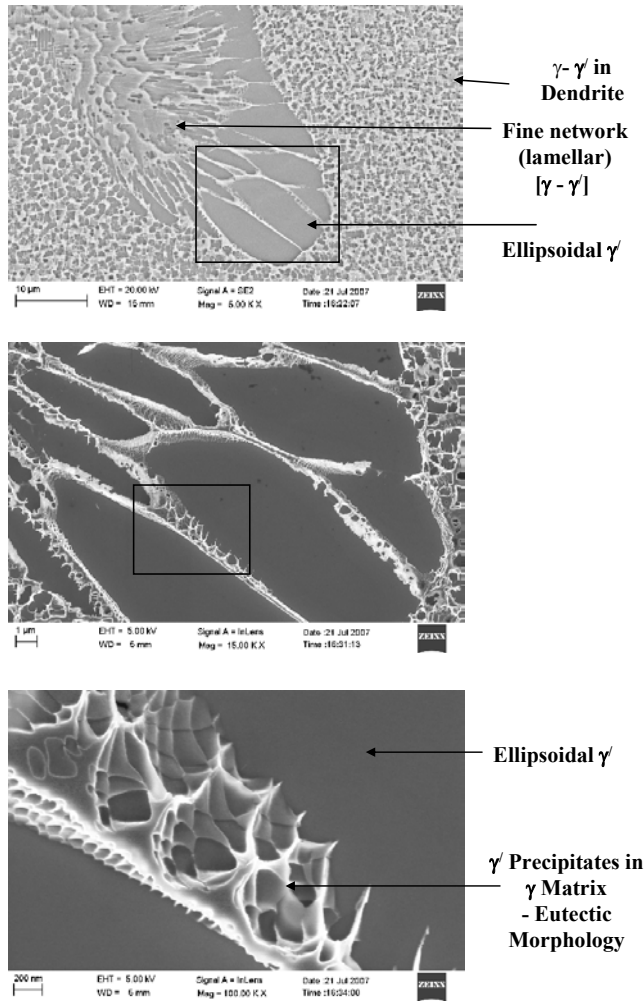 γ- γ′ in
Dendrite
Fine network
(lamellar)
[γ - γ′]
Ellipsoidal γ′
10 µm EHT = 20.00 kV Signal A = SE2 Date :21 Jul 2007
WD = 15 mm Mag = 5.00 K X Time :16:22:07
ZEISS
1 µm EHT = 5.00 kV Signal A = InLens Date :21 Jul 2007
WD = 6 mm Mag = 15.00 K X Time :16:31:13
ZEISS
Ellipsoidal γ′
γ′ Precipitates in
γ Matrix
- Eutectic
Morphology
200 nm EHT = 5.00 kV Signal A = InLens Date :21 Jul 2007
WD = 6 mm Mag = 100.00 K X Time :16:34:00
ZEISS